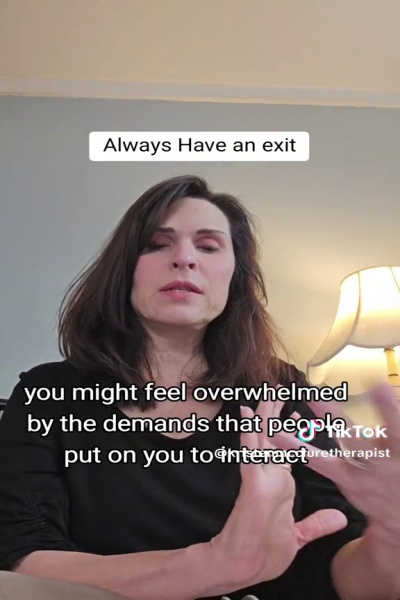 Always Have an exit
you might feel overwhelmed
by the demands that people
put on you to interact
TikTok